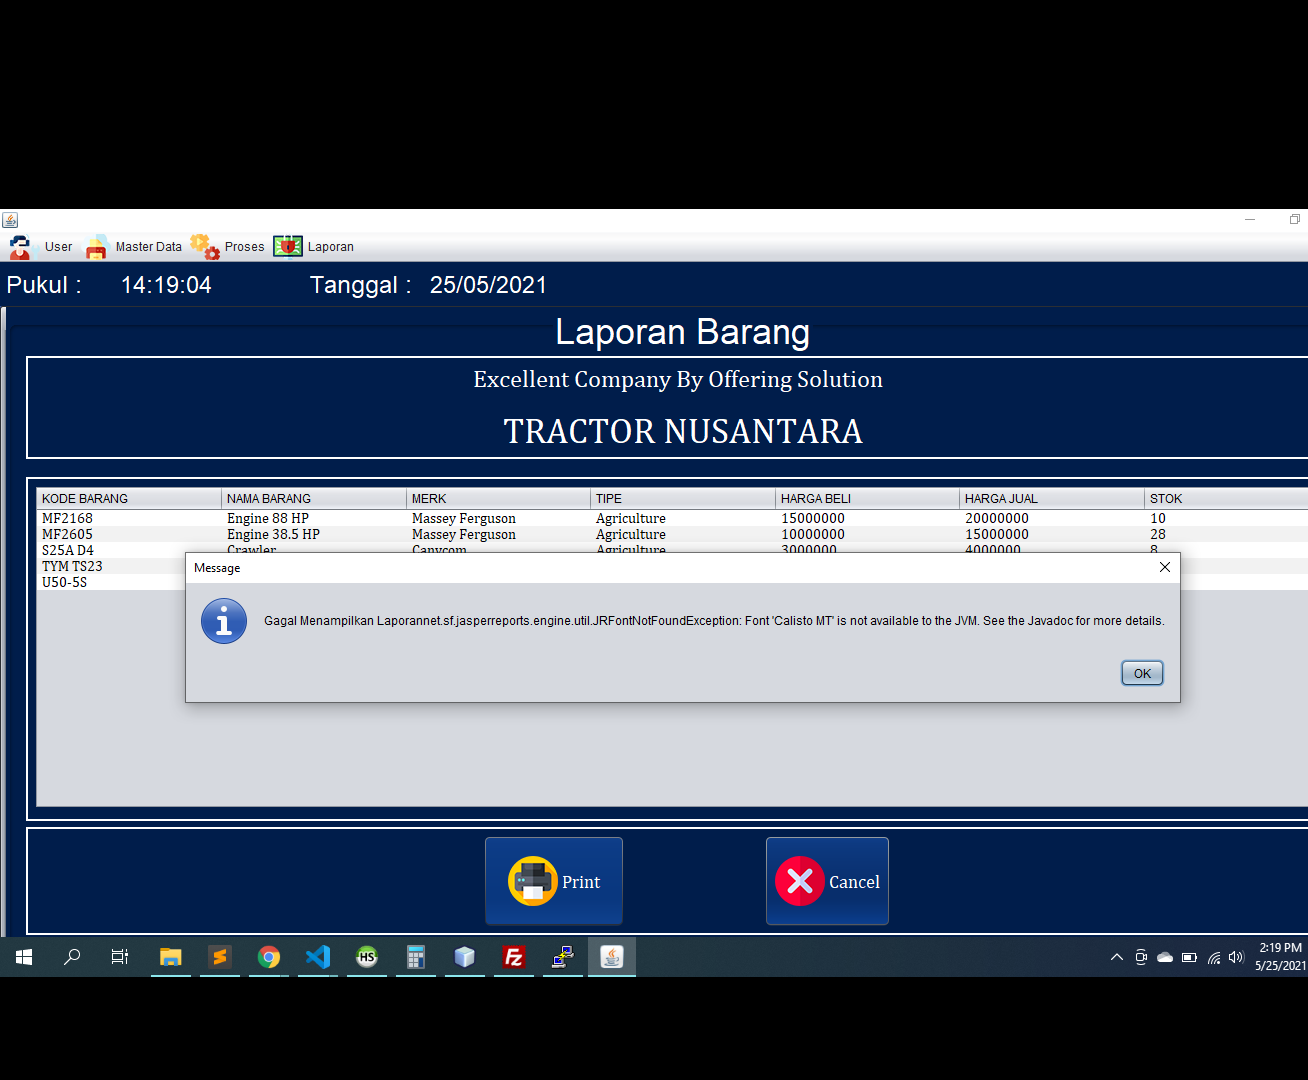 User Master Data Proses Laporan
Pukul : 14:19:04 Tanggal : 25/05/2021
Laporan Barang
Excellent Company By Offering Solution
TRACTOR NUSANTARA
KODE BARANG NAMA BARANG MERK TIPE HARGA BELI HARGA JUAL STOK
MF2168 Engine 88 HP Massey Ferguson Agriculture 15000000 20000000 10
MF2605 Engine 38.5 HP Massey Ferguson Agriculture 10000000 15000000 28
S25A D4 Crawler Canycom Agriculture 3000000 4000000 8
TYM TS23
U50-5S
Message
Gagal Menampilkan Laporannet.sf.jasperreports.engine.util.JRFontNotFoundException: Font 'Calisto MT' is not available to the JVM. See the Javadoc for more details.
OK
Print Cancel
HS
Fz
2:19 PM
5/25/2021